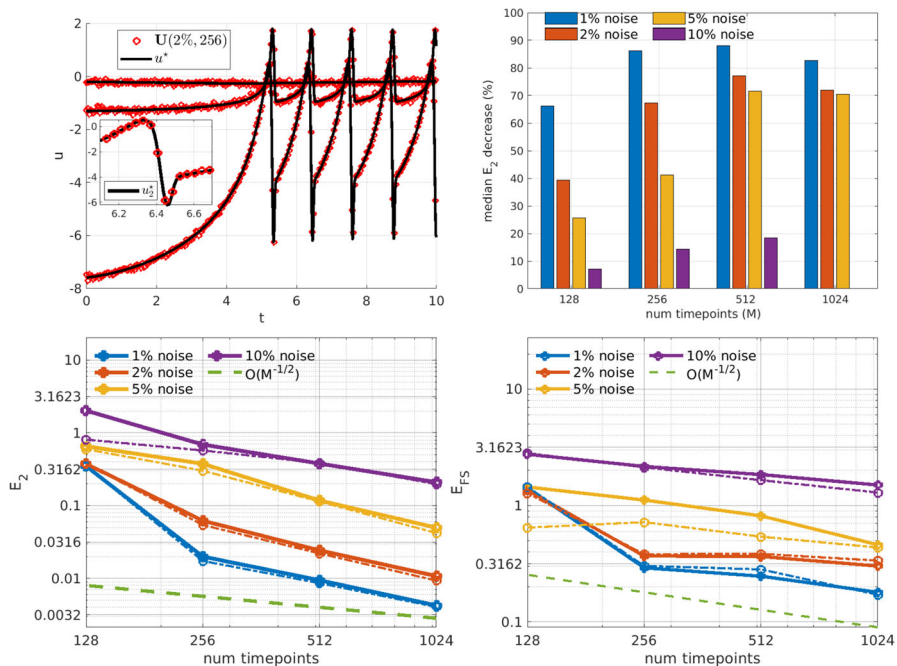 U(2%, 256)
u*
2
0
-2
-4
-6
-8
u
0
-2
-4
-6
u₂*
6.2
6.4
6.6
0
2
4
6
8
10
t
1% noise
2% noise
5% noise
10% noise
100
90
80
70
60
50
40
30
20
10
0
median E₂ decrease (%)
128
256
512
1024
num timepoints (M)
1% noise
2% noise
5% noise
10% noise
O(M⁻¹/²)
10
3.1623
1
0.3162
0.1
0.0316
0.01
0.0032
E₂
128
256
512
1024
num timepoints
1% noise
2% noise
5% noise
10% noise
O(M⁻¹/²)
10
3.1623
1
0.3162
0.1
E_FS
128
256
512
1024
num timepoints